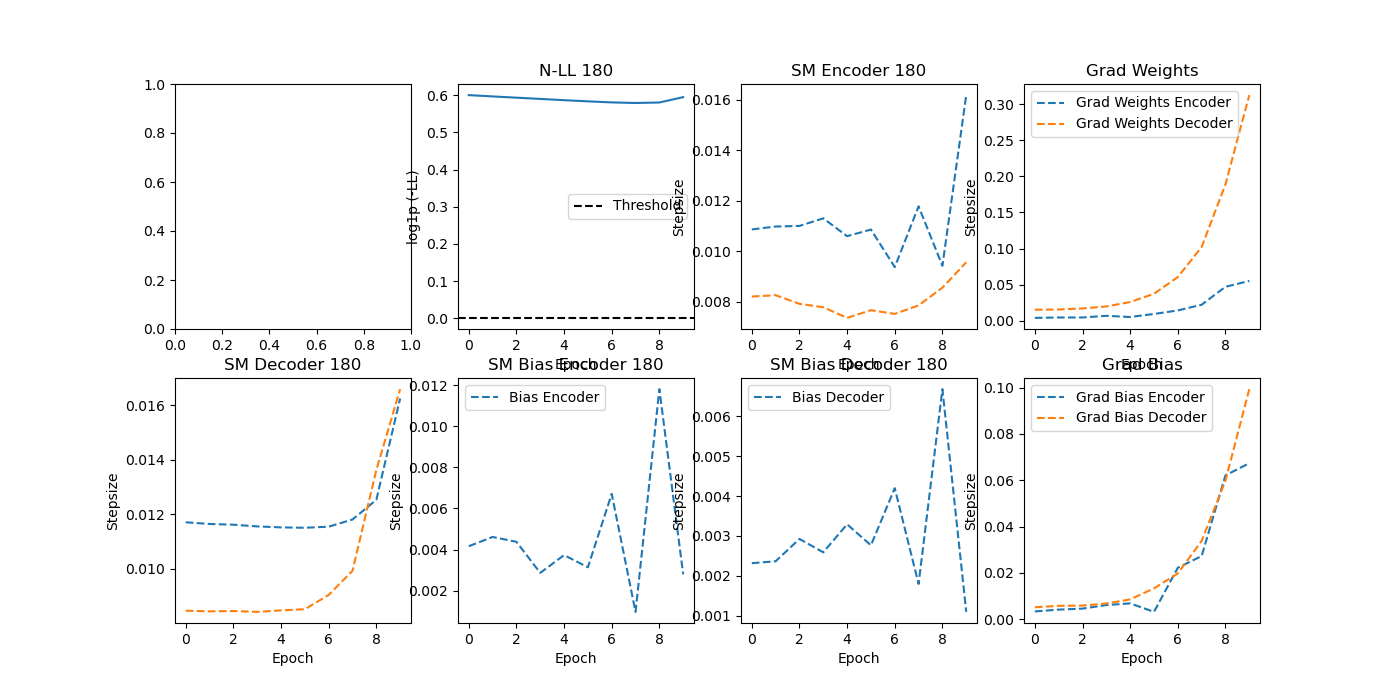 N-LL 180
SM Encoder 180
Grad Weights
1.0
0.8
0.6
0.4
0.2
0.0
0.0 0.2 0.4 0.6 0.8 1.0
log1p (-LL)
0.6
0.5
0.4
0.3
0.2
0.1
0.0
Threshold
0 2 4 6 8
Epoch
Stepsize
0.016
0.014
0.012
0.010
0.008
0 2 4 6 8
Epoch
Stepsize
0.30
0.25
0.20
0.15
0.10
0.05
0.00
Grad Weights Encoder
Grad Weights Decoder
0 2 4 6 8
Epoch
SM Decoder 180
SM Bias Encoder 180
SM Bias Decoder 180
Grad Bias
Stepsize
0.016
0.014
0.012
0.010
0 2 4 6 8
Epoch
Stepsize
0.012
0.010
0.008
0.006
0.004
0.002
Bias Encoder
0 2 4 6 8
Epoch
Stepsize
0.006
0.005
0.004
0.003
0.002
0.001
Bias Decoder
0 2 4 6 8
Epoch
Stepsize
0.10
0.08
0.06
0.04
0.02
0.00
Grad Bias Encoder
Grad Bias Decoder
0 2 4 6 8
Epoch